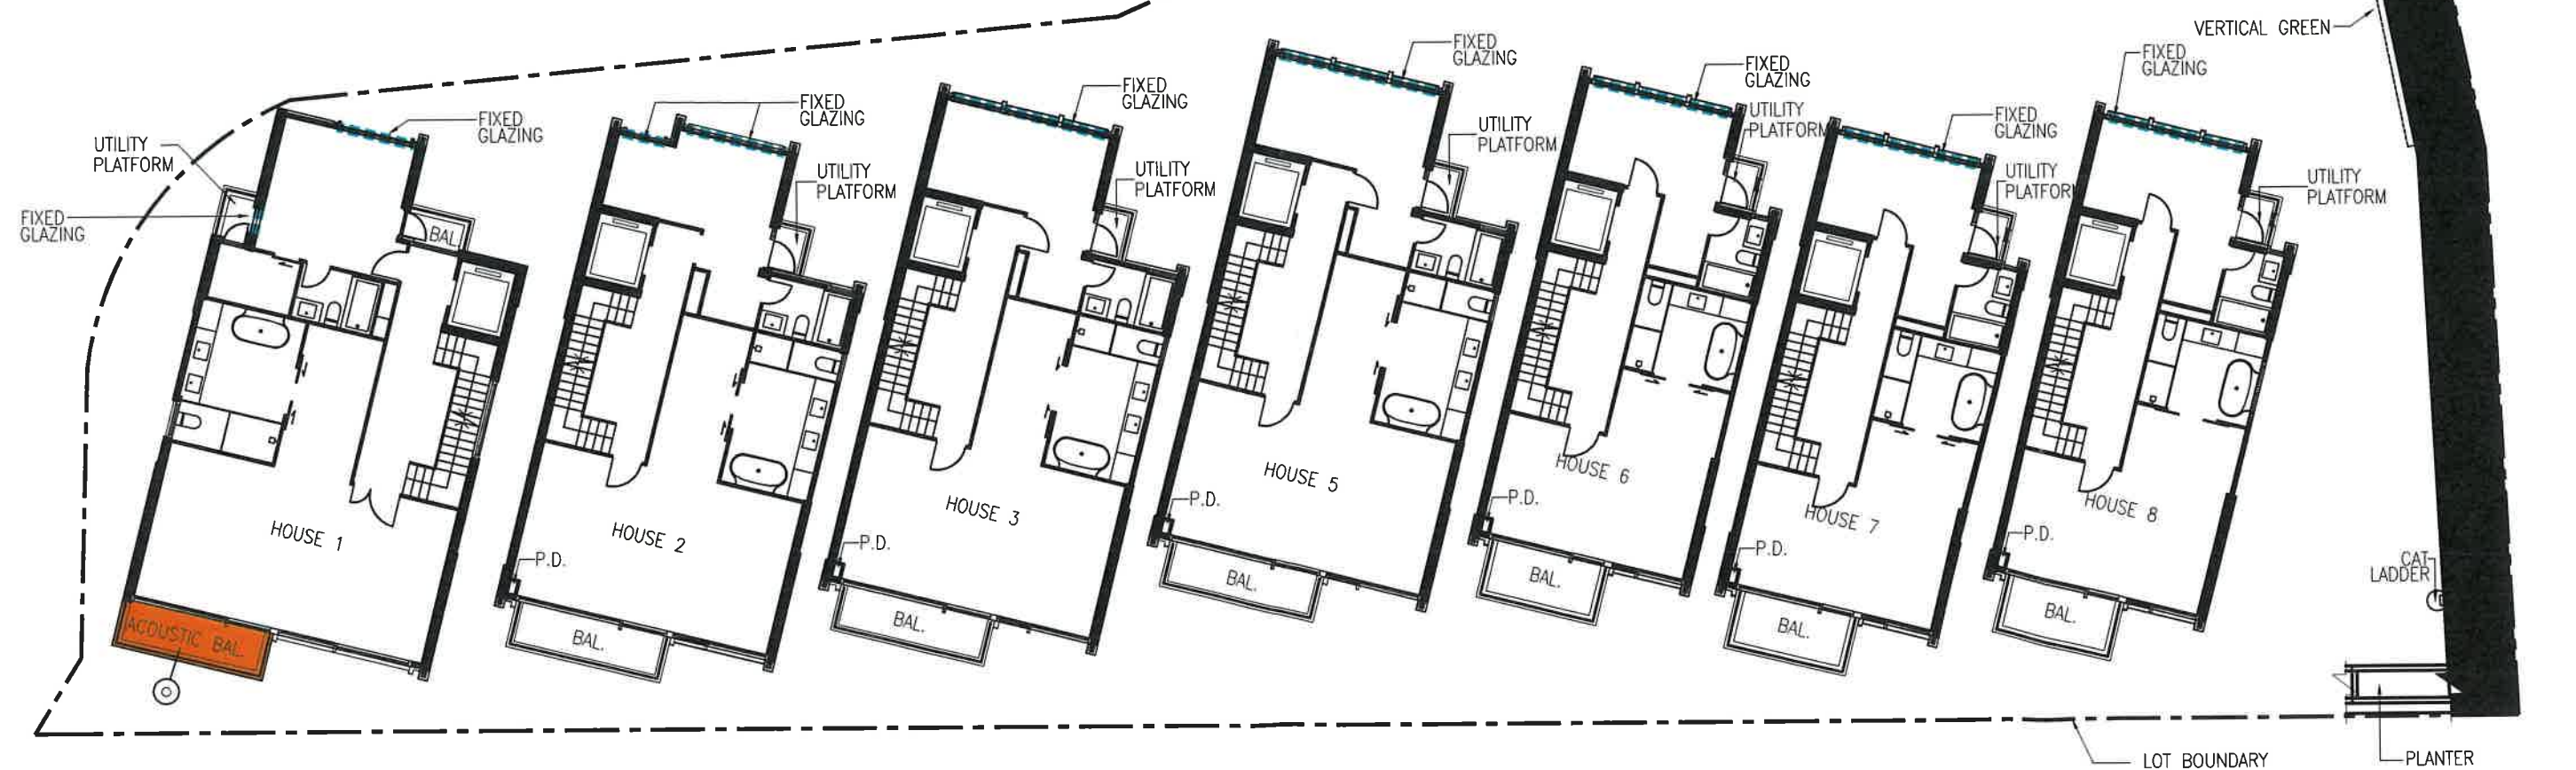 VERTICAL GREEN
FIXED
GLAZING
FIXED
GLAZING
FIXED
GLAZING
FIXED
GLAZING
FIXED
GLAZING
FIXED
GLAZING
FIXED
GLAZING
UTILITY
PLATFORM
FIXED
GLAZING
UTILITY
PLATFORM
UTILITY
PLATFORM
UTILITY
PLATFORM
UTILITY
PLATFORM
UTILITY
PLATFOR
UTILITY
PLATFORM
BAL.
HOUSE 1
HOUSE 2
HOUSE 3
HOUSE 5
HOUSE 6
HOUSE 7
HOUSE 8
P.D.
P.D.
P.D.
P.D.
P.D.
P.D.
CAT
LADDER
ACOUSTIC BAL.
BAL.
BAL.
BAL.
BAL.
BAL.
BAL.
LOT BOUNDARY
PLANTER